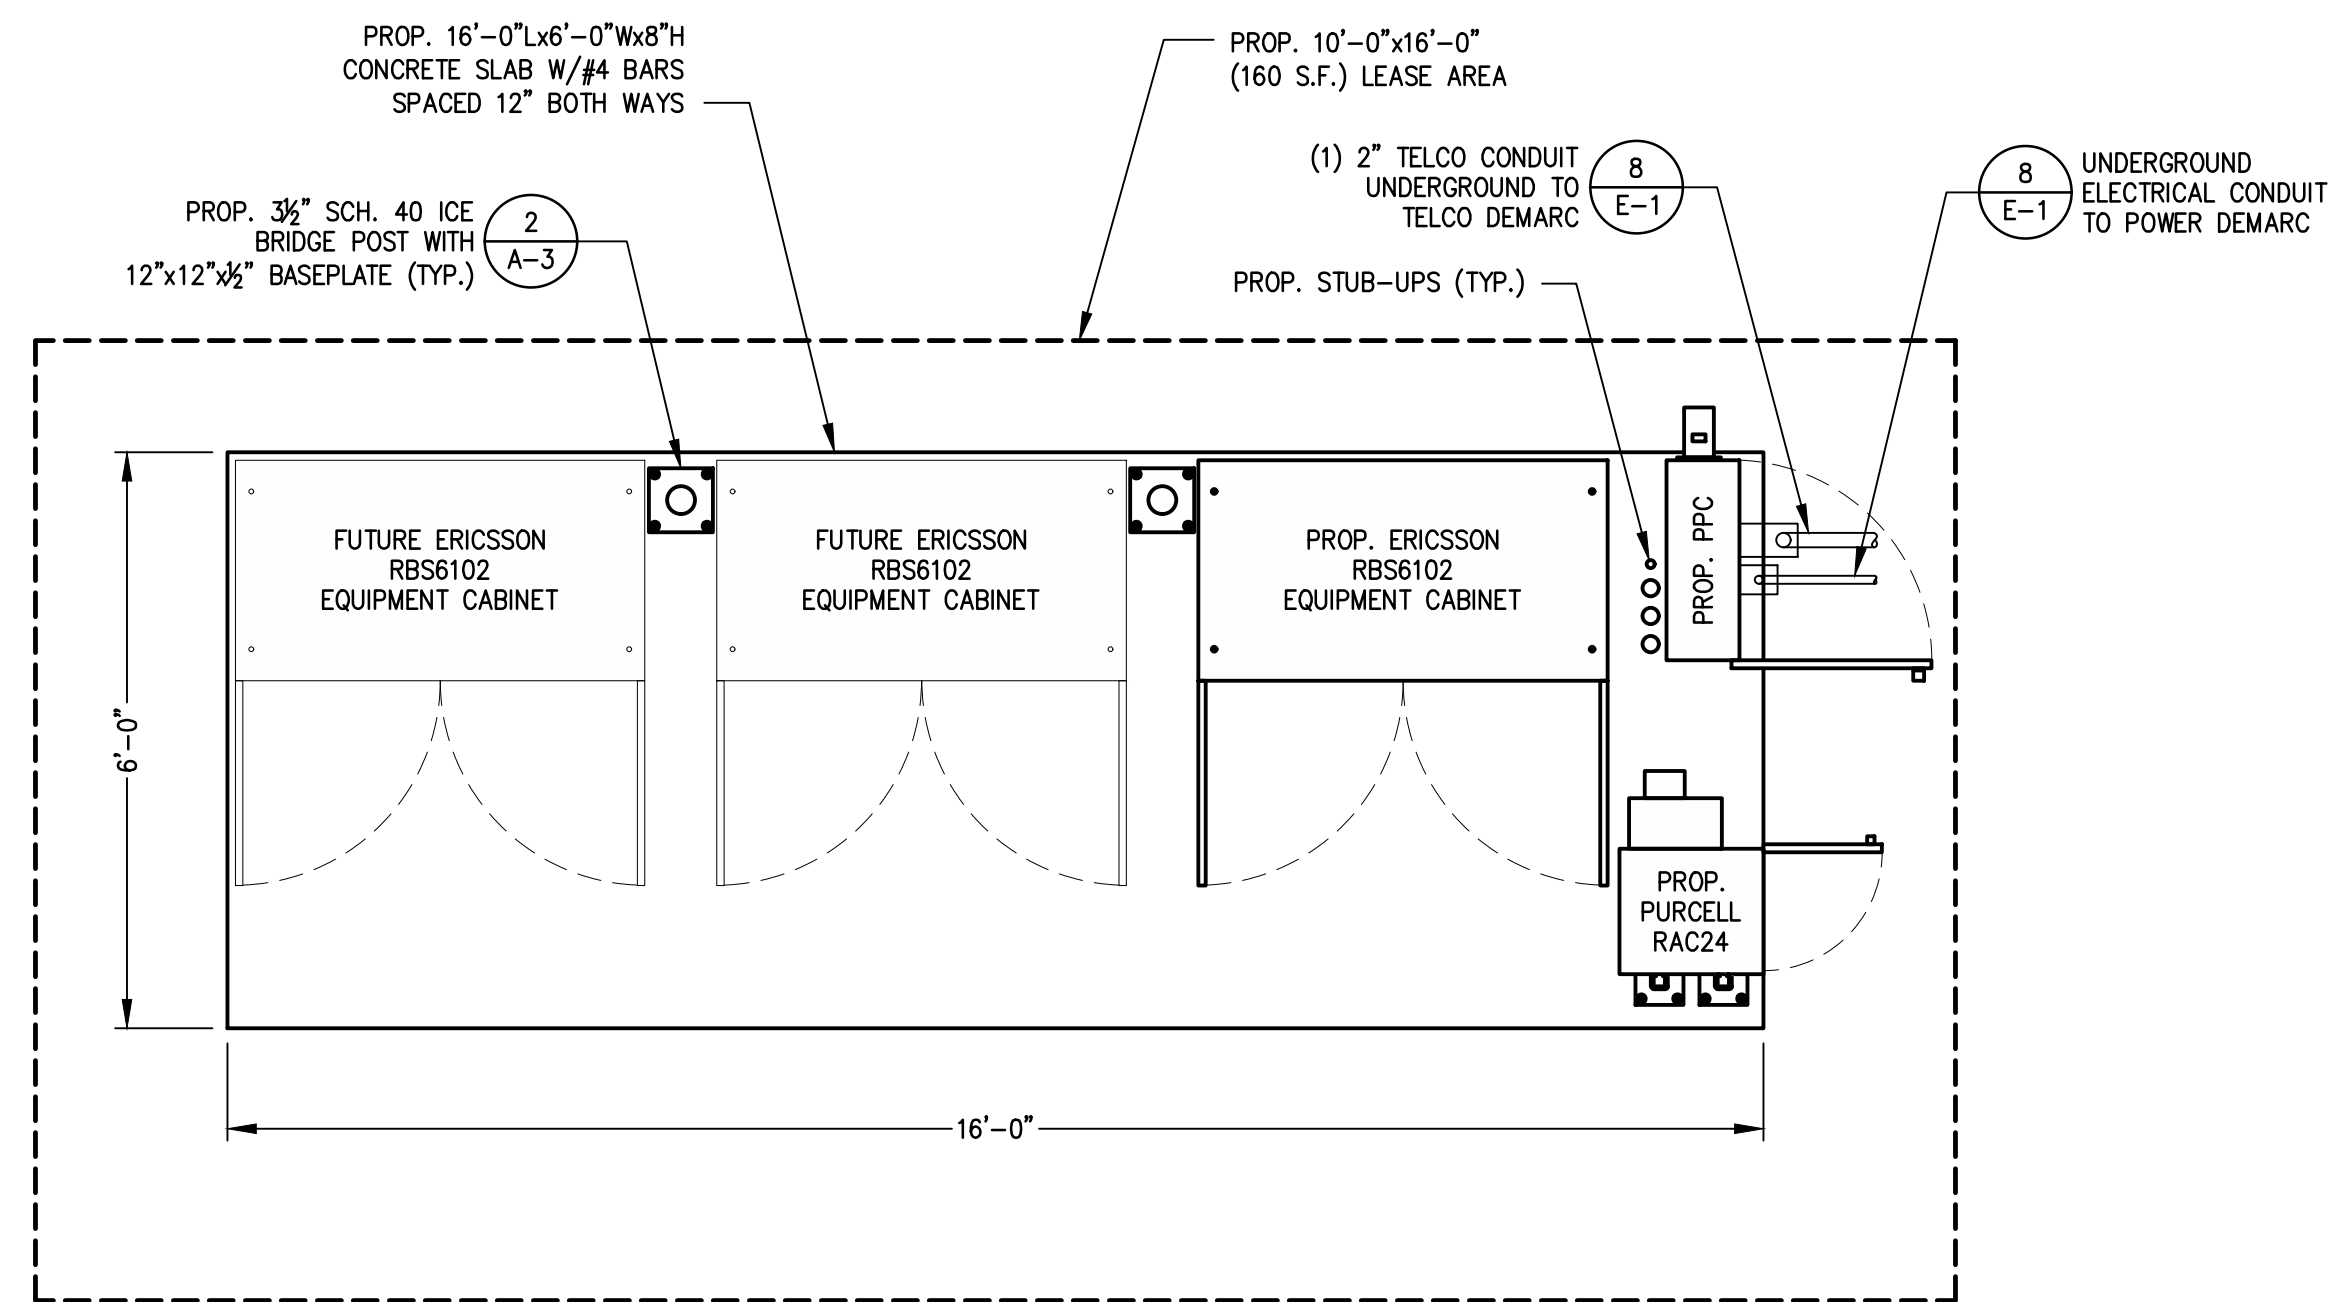 PROP. 16'-0"Lx6'-0"Wx8"H
CONCRETE SLAB W/#4 BARS
SPACED 12" BOTH WAYS
PROP. 10'-0"x16'-0"
(160 S.F.) LEASE AREA
(1) 2" TELCO CONDUIT
UNDERGROUND TO
TELCO DEMARC
8
E-1
8
E-1
UNDERGROUND
ELECTRICAL CONDUIT
TO POWER DEMARC
PROP. 3½" SCH. 40 ICE
BRIDGE POST WITH
12"x12"x½" BASEPLATE (TYP.)
2
A-3
PROP. STUB-UPS (TYP.)
FUTURE ERICSSON
RBS6102
EQUIPMENT CABINET
FUTURE ERICSSON
RBS6102
EQUIPMENT CABINET
PROP. ERICSSON
RBS6102
EQUIPMENT CABINET
PROP. PPC
6'-0"
PROP.
PURCELL
RAC24
16'-0"